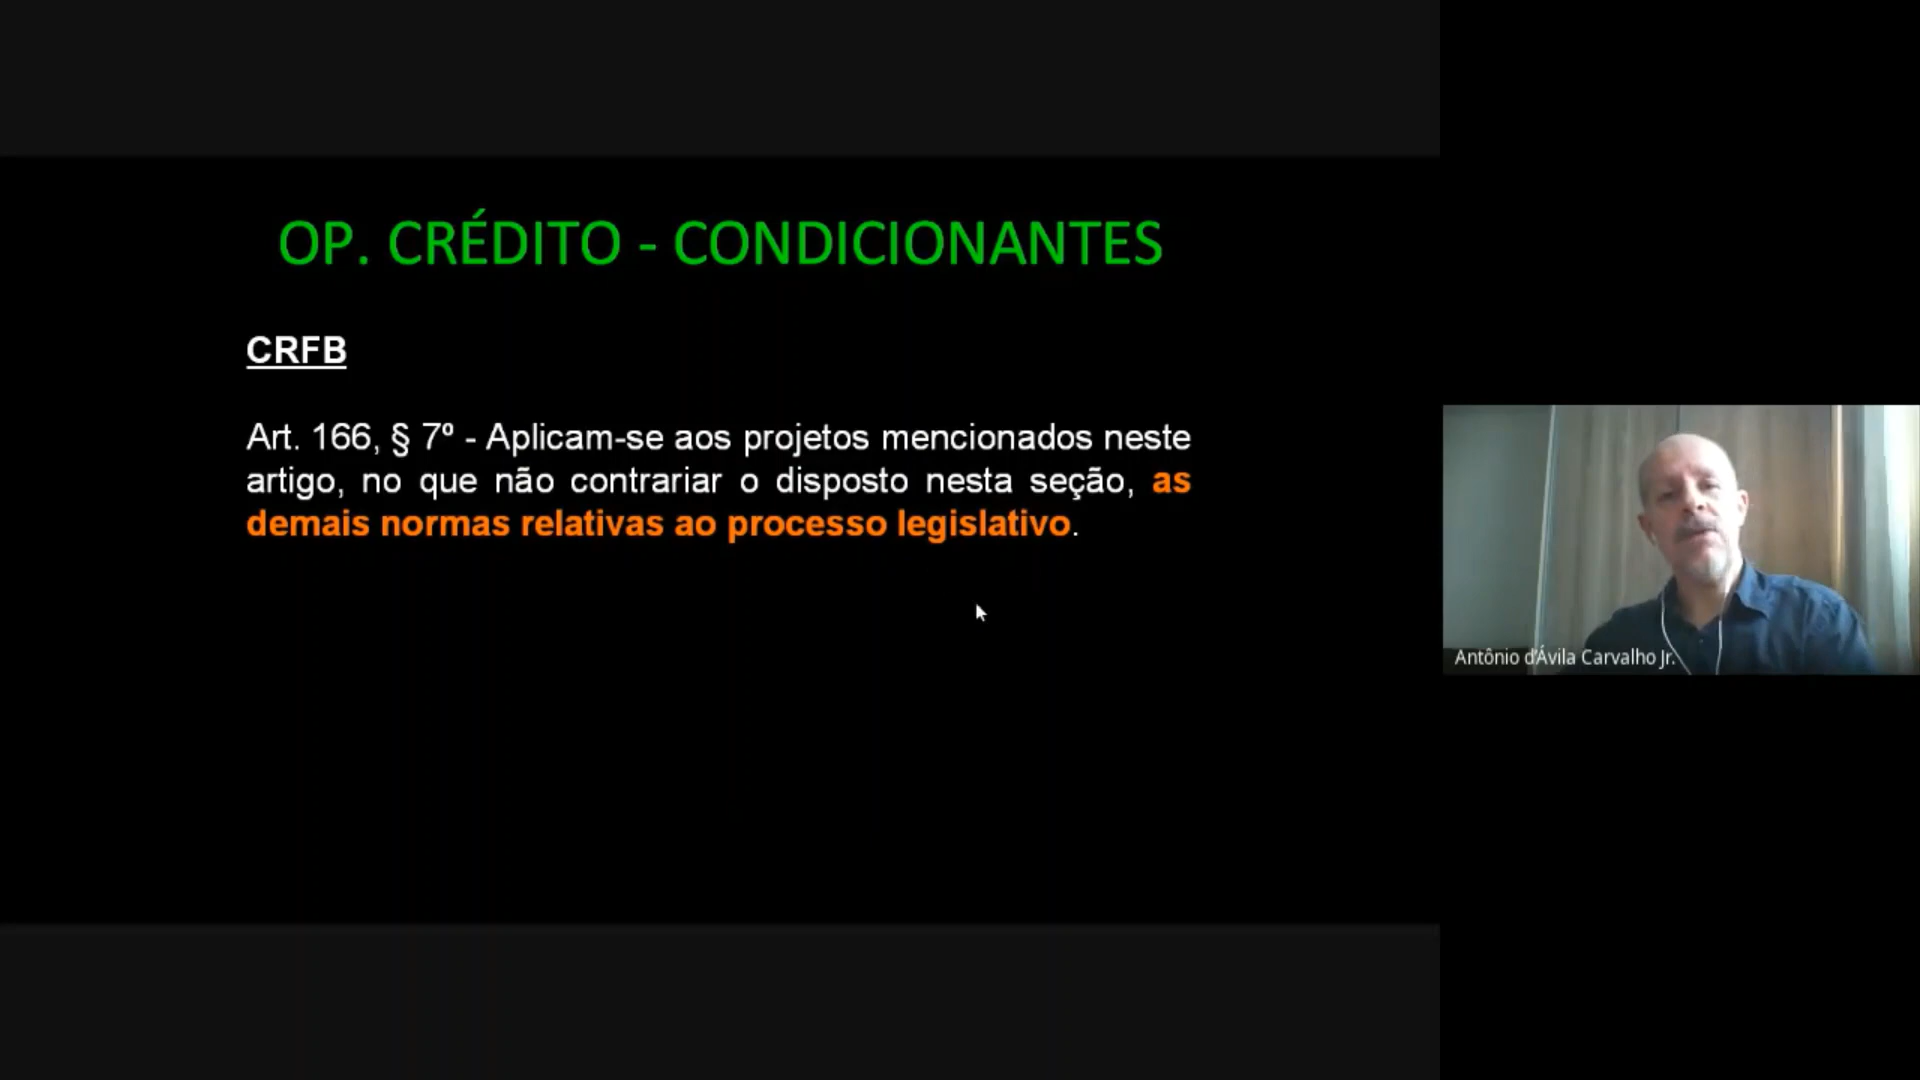 OP. CRÉDITO - CONDICIONANTES
CRFB
Art. 166, § 7º - Aplicam-se aos projetos mencionados neste
artigo, no que não contrariar o disposto nesta seção, as
demais normas relativas ao processo legislativo.
Antônio d'Ávila Carvalho Jr.